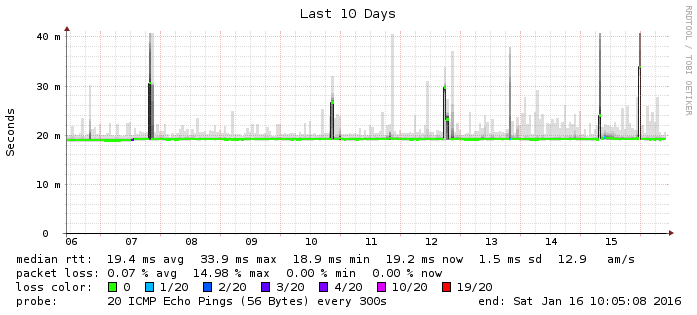 Last 10 Days
RRDTOOL / TOBI OETIKER
Seconds
40 m
30 m
20 m
10 m
0
06 07 08 09 10 11 12 13 14 15
median rtt: 19.4 ms avg 33.9 ms max 18.9 ms min 19.2 ms now 1.5 ms sd 12.9 am/s
packet loss: 0.07 % avg 14.98 % max 0.00 % min 0.00 % now
loss color: 0 1/20 2/20 3/20 4/20 10/20 19/20
probe: 20 ICMP Echo Pings (56 Bytes) every 300s end: Sat Jan 16 10:05:08 2016